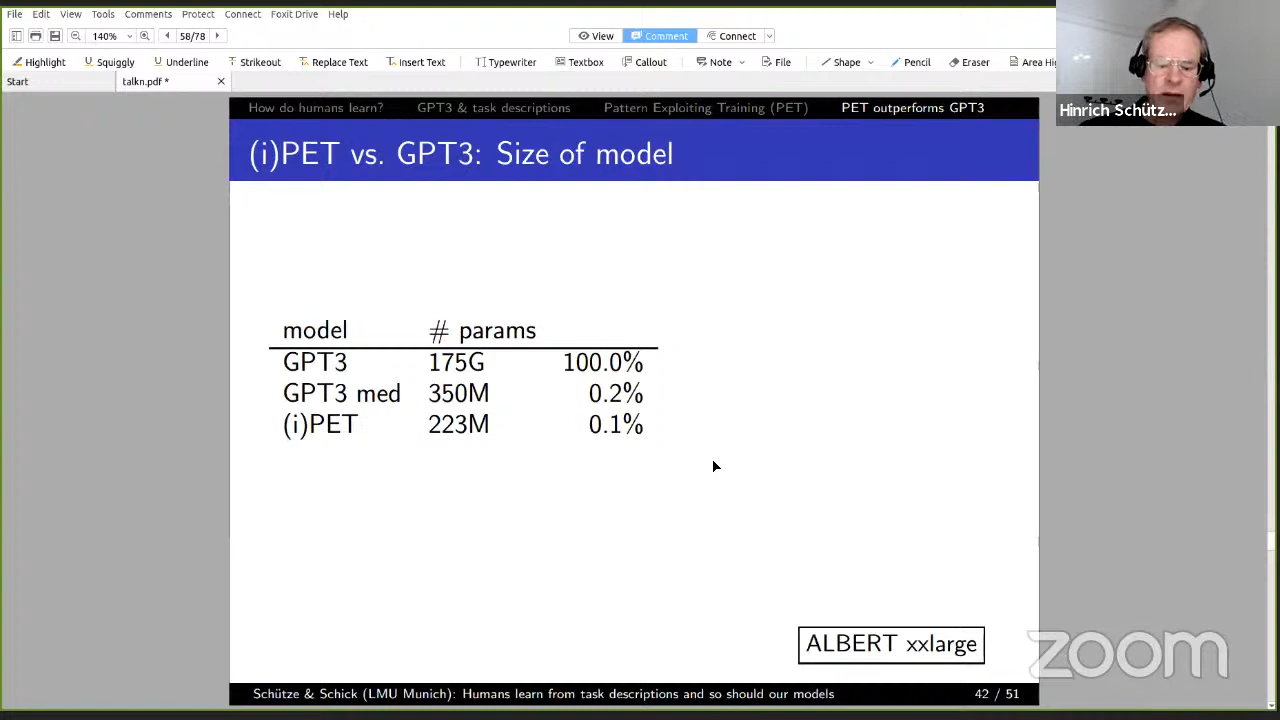 File Edit View Tools Comments Protect Connect Foxit Drive Help
140% 58/78 View Comment Connect
Highlight Squiggly Underline Strikeout Replace Text Insert Text Typewriter Textbox Callout Note File Shape Pencil Eraser Area Hig
Start talkn.pdf *
Hinrich Schütz...
How do humans learn? GPT3 & task descriptions Pattern Exploiting Training (PET) PET outperforms GPT3
(i)PET vs. GPT3: Size of model
model # params
GPT3 175G 100.0%
GPT3 med 350M 0.2%
(i)PET 223M 0.1%
ALBERT xxlarge
zoom
Schütze & Schick (LMU Munich): Humans learn from task descriptions and so should our models 42 / 51